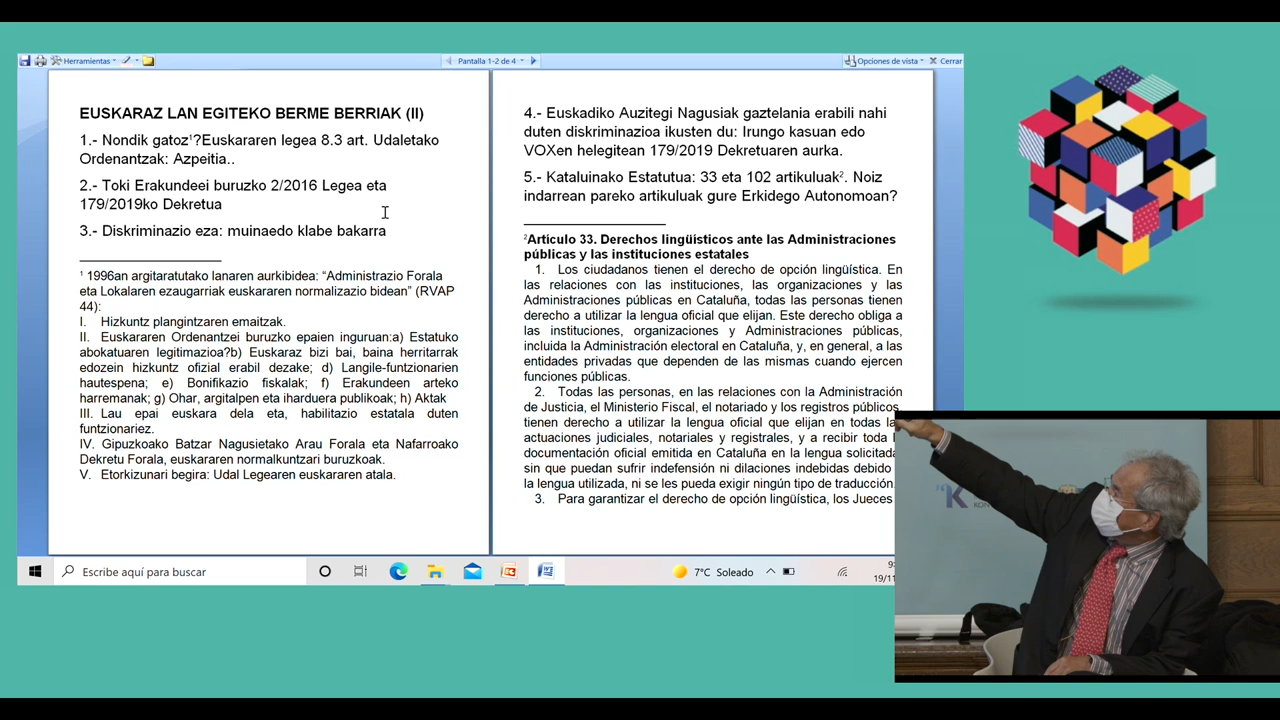 Herramientas
Pantalla 1-2 de 4
Opciones de vista
Cerrar
EUSKARAZ LAN EGITEKO BERME BERRIAK (II)
1.- Nondik gatoz¹?Euskararen legea 8.3 art. Udaletako
Ordenantzak: Azpeitia..
2.- Toki Erakundeei buruzko 2/2016 Legea eta
179/2019ko Dekretua
3.- Diskriminazio eza: muinaedo klabe bakarra
¹ 1996an argitaratutako lanaren aurkibidea: “Administrazio Forala
eta Lokalaren ezaugarriak euskararen normalizazio bidean” (RVAP
44):
I. Hizkuntz plangintzaren emaitzak.
II. Euskararen Ordenantzei buruzko epaien inguruan:a) Estatuko
abokatuaren legitimazioa?b) Euskaraz bizi bai, baina herritarrak
edozein hizkuntz ofizial erabil dezake; d) Langile-funtzionarien
hautespena; e) Bonifikazio fiskalak; f) Erakundeen arteko
harremanak; g) Ohar, argitalpen eta iharduera publikoak; h) Aktak
III. Lau epai euskara dela eta, habilitazio estatala duten
funtzionariez.
IV. Gipuzkoako Batzar Nagusietako Arau Forala eta Nafarroako
Dekretu Forala, euskararen normalkuntzari buruzkoak.
V. Etorkizunari begira: Udal Legearen euskararen atala.
4.- Euskadiko Auzitegi Nagusiak gaztelania erabili nahi
duten diskriminazioa ikusten du: Irungo kasuan edo
VOXen helegitean 179/2019 Dekretuaren aurka.
5.- Kataluinako Estatutua: 33 eta 102 artikuluak². Noiz
indarrean pareko artikuluak gure Erkidego Autonomoan?
²Artículo 33. Derechos lingüísticos ante las Administraciones
públicas y las instituciones estatales
1. Los ciudadanos tienen el derecho de opción lingüística. En
las relaciones con las instituciones, las organizaciones y las
Administraciones públicas en Cataluña, todas las personas tienen
derecho a utilizar la lengua oficial que elijan. Este derecho obliga a
las instituciones, organizaciones y Administraciones públicas,
incluida la Administración electoral en Cataluña, y, en general, a las
entidades privadas que dependen de las mismas cuando ejercen
funciones públicas.
2. Todas las personas, en las relaciones con la Administración
de Justicia, el Ministerio Fiscal, el notariado y los registros públicos,
tienen derecho a utilizar la lengua oficial que elijan en todas la
actuaciones judiciales, notariales y registrales, y a recibir toda l
documentación oficial emitida en Cataluña en la lengua solicitada
sin que puedan sufrir indefensión ni dilaciones indebidas debido
la lengua utilizada, ni se les pueda exigir ningún tipo de traducción.
3. Para garantizar el derecho de opción lingüística, los Jueces
Escribe aquí para buscar
7°C Soleado
19/11
K